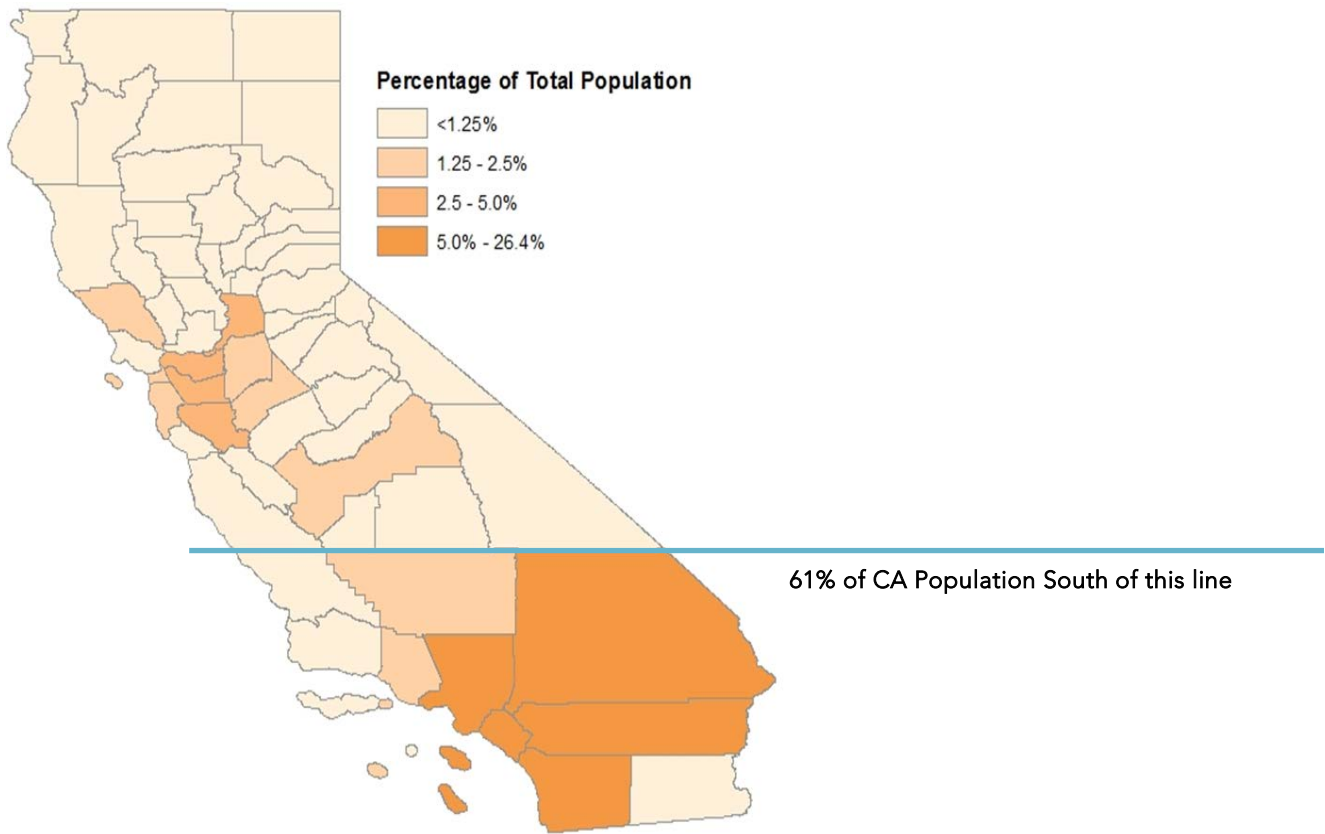 Percentage of Total Population
<1.25%
1.25 - 2.5%
2.5 - 5.0%
5.0% - 26.4%
61% of CA Population South of this line